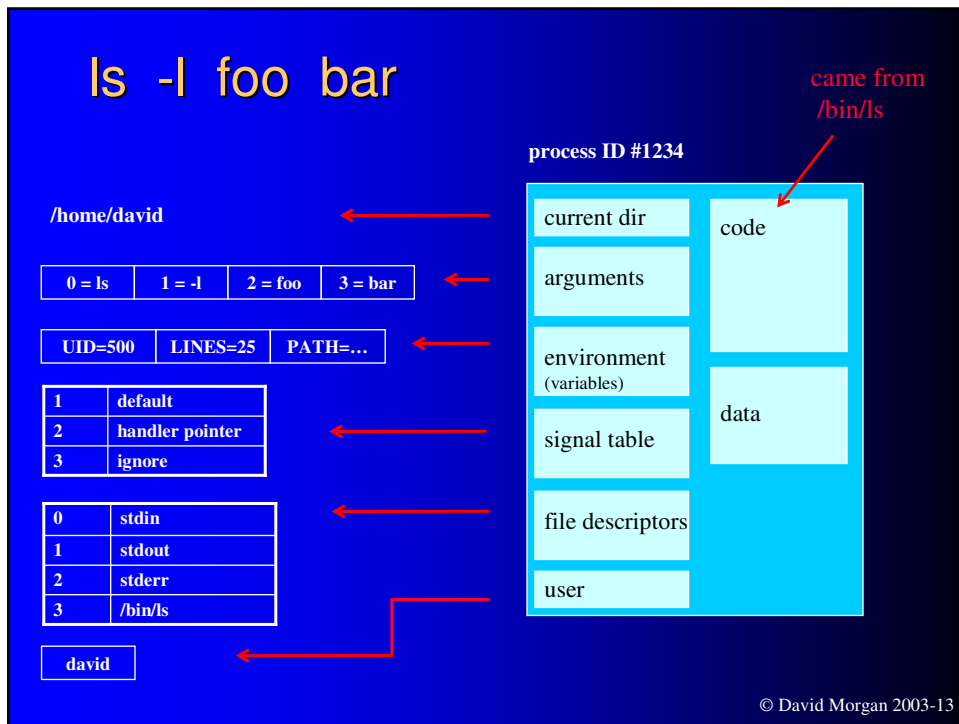 ls -l foo bar
came from
/bin/ls
process ID #1234
/home/david
current dir
code
0 = ls 1 = -l 2 = foo 3 = bar
arguments
UID=500 LINES=25 PATH=…
environment
(variables)
1 default
2 handler pointer
3 ignore
data
signal table
0 stdin
1 stdout
2 stderr
3 /bin/ls
file descriptors
user
david
© David Morgan 2003-13